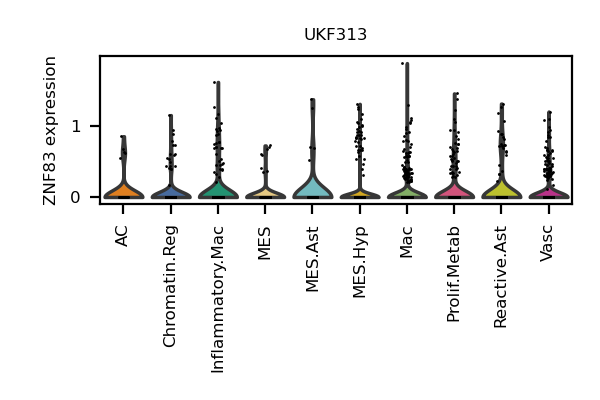 UKF313
ZNF83 expression
1
0
AC
Chromatin.Reg
Inflammatory.Mac
MES
MES.Ast
MES.Hyp
Mac
Prolif.Metab
Reactive.Ast
Vasc